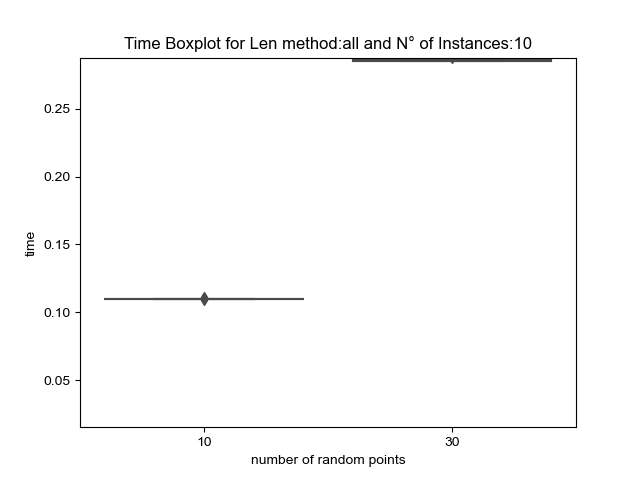 Time Boxplot for Len method:all and N° of Instances:10
0.25
0.20
0.15
0.10
0.05
time
10 30
number of random points